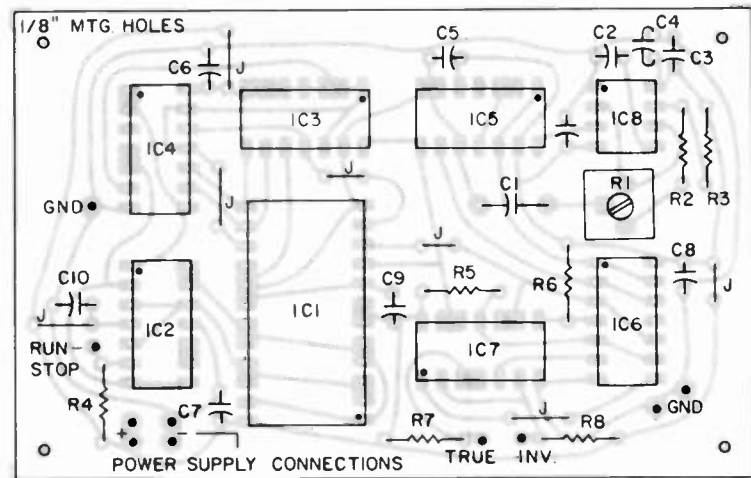 1/8" MTG. HOLES
C5
C2
C4
C3
C6
J
IC4
IC3
IC5
IC8
J
J
C1
R1
R2
R3
GND
J
C10
IC2
IC1
C9
R5
R6
C8
J
J
IC7
IC6
RUN-
STOP
R4
C7
+
-
R7
J
R8
GND
TRUE
INV.
POWER SUPPLY CONNECTIONS